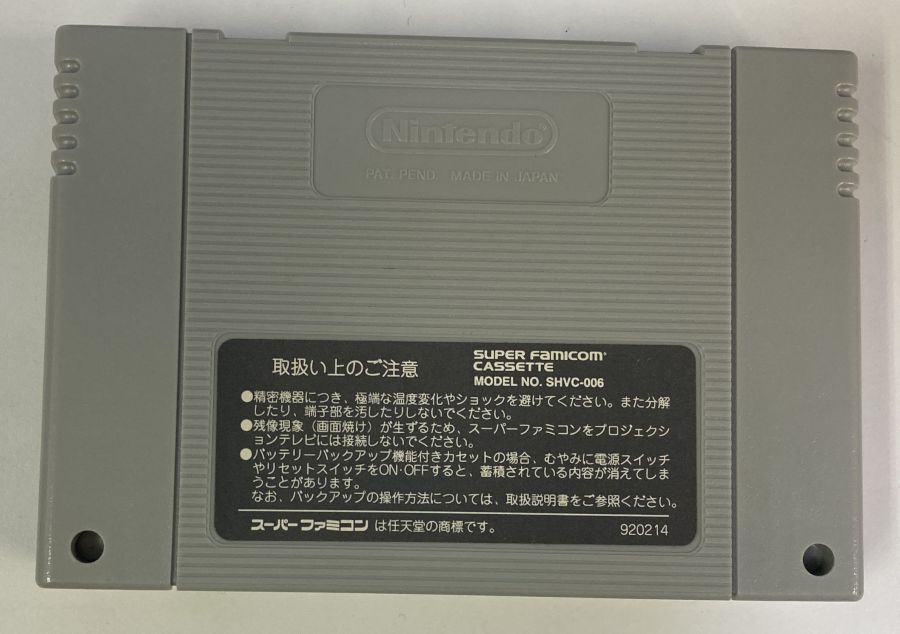 Nintendo
PAT. PEND. MADE IN JAPAN
取扱い上のご注意
SUPER FAMICOM®
CASSETTE
MODEL NO. SHVC-006
●精密機器につき、極端な温度変化やショックを避けてください。また分解
したり、端子部を汚したりしないでください。
●残像現象（画面焼け）が生ずるため、スーパーファミコンをプロジェクシ
ョンテレビには接続しないでください。
●バッテリーバックアップ機能付きカセットの場合、むやみに電源スイッチ
やリセットスイッチをON·OFFすると、蓄積されている内容が消えてしま
うことがあります。
なお、バックアップの操作方法については、取扱説明書をご参照ください。
スーパーファミコン は任天堂の商標です。
920214